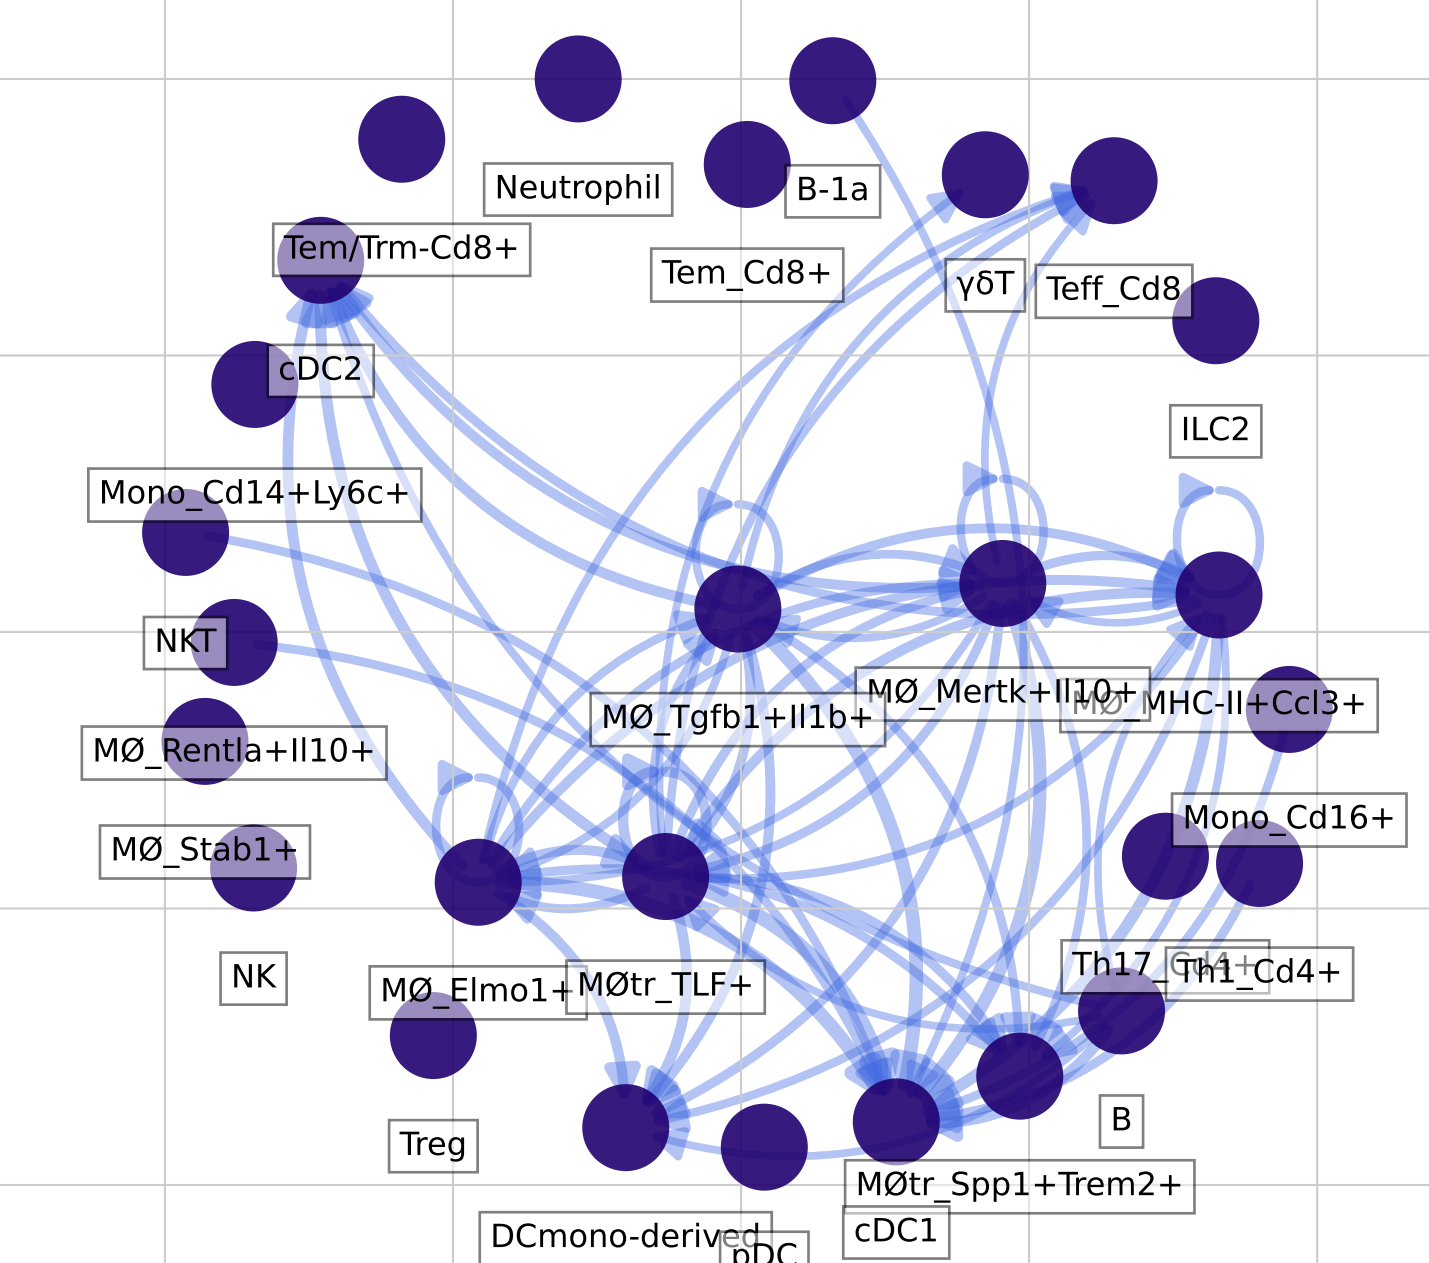 Neutrophil
B-1a
Tem/Trm-Cd8+
Tem_Cd8+
γδT
Teff_Cd8
cDC2
ILC2
Mono_Cd14+Ly6c+
NKT
MØ_Mertk+Il10+
MØ_MHC-II+Ccl3+
MØ_Tgfb1+Il1b+
MØ_Rentla+Il10+
Mono_Cd16+
MØ_Stab1+
NK
Th17_Cd4+
Th1_Cd4+
MØ_Elmo1+
MØtr_TLF+
B
Treg
MØtr_Spp1+Trem2+
cDC1
DCmono-derived
pDC